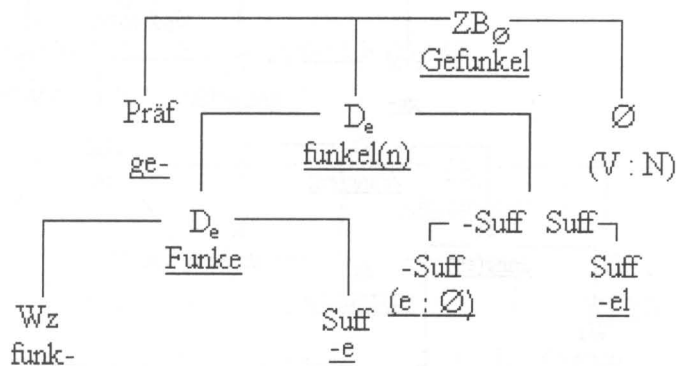 ZB∅
Gefunkel
Präf De ∅
ge- funkel(n) (V : N)
De -Suff Suff
Funke -Suff Suff
(e : ∅) -el
Wz Suff
funk- -e